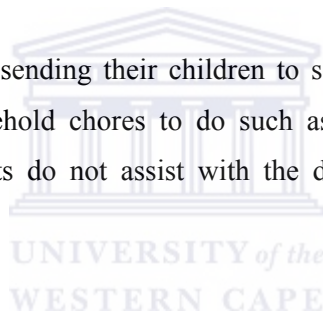 sending their children to s
ehold chores to do such as
ts do not assist with the d
UNIVERSITY of the
WESTERN CAPE